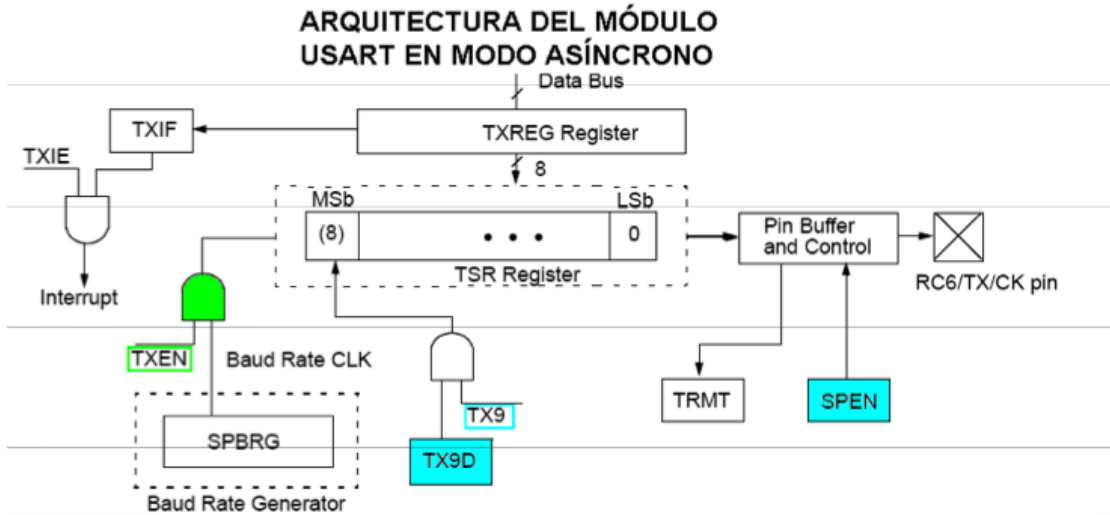 ARQUITECTURA DEL MÓDULO
USART EN MODO ASÍNCRONO
Data Bus
TXIF
TXREG Register
TXIE
8
MSb
LSb
(8)
0
Pin Buffer
and Control
TSR Register
Interrupt
RC6/TX/CK pin
TXEN
Baud Rate CLK
TRMT
SPEN
TX9
SPBRG
TX9D
Baud Rate Generator